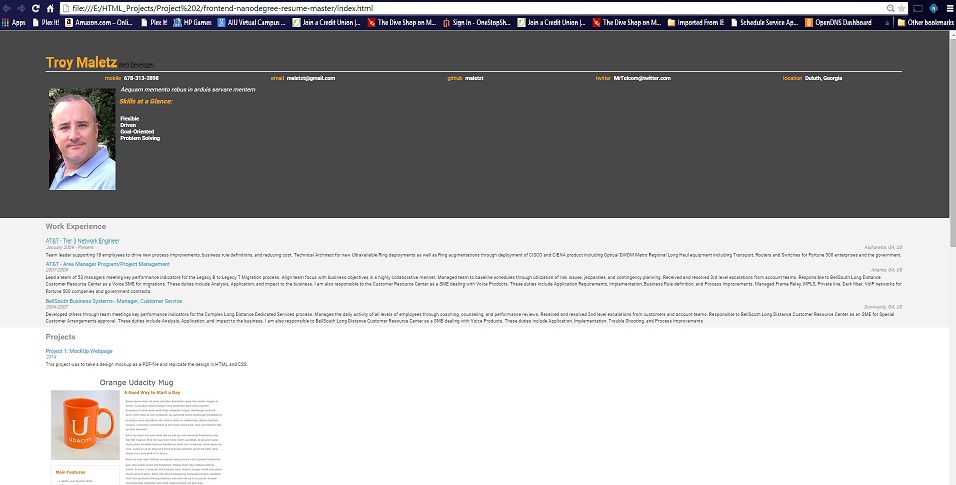 file:///E:/HTML_Projects/Project%202/frontend-nanodegree-resume-master/index.html
Apps Plex It! Amazon.com – Onli... Plex It! HP Games AIU Virtual Campus ... Join a Credit Union |... The Dive Shop on M... Sign In - OneStopSh... Join a Credit Union |... The Dive Shop on M... Imported From IE Schedule Service Ap... OpenDNS Dashboard » Other bookmarks
Troy Maletz Web Developer
mobile 678-313-2898 email maletzt@gmail.com github maletzt twitter MrTelcom@twitter.com location Duluth, Georgia
Aequam memento rebus in arduis servare mentem
Skills at a Glance:
Flexible
Driven
Goal-Oriented
Problem Solving
Work Experience
AT&T - Tier 3 Network Engineer
January 2009 - Present Alpharetta, GA, US
Team leader supporting 18 employees to drive new process improvements, business rule definitions, and reducing cost. Technical Architect for new Ultravailable Ring deployments as well as Ring augmentations through deployment of CISCO and CIENA product including Optical DWDM Metro Regional Long Haul equipment including Transport, Routers and Switches for Fortune 500 enterprises and the government.
AT&T - Area Manager Program/Project Management
2007-2009 Atlanta, GA, US
Lead a team of 53 managers meeting key performance indicators for the Legacy B to Legacy T Migration process. Align team focus with business objectives in a highly collaborative manner. Managed team to baseline schedules through utilization of risk issues, jeopardies, and contingency planning. Received and resolved 3rd level escalations from account teams. Responsible to BellSouth Long Distance
Customer Resource Center as a Voice SME for migrations. These duties include Analysis, Application, and impact to the business. I am also responsible to the Customer Resource Center as a SME dealing with Voice Products. These duties include Application Requirements, Implementation, Business Rule definition, and Process Improvements. Managed Frame Relay, MPLS, Private line, Dark fiber, VoIP networks for
Fortune 500 companies and government contracts
BellSouth Business Systems - Manager, Customer Service
2004-2007 Dunwoody, GA, US
Developed others through team meetings key performance indicators for the Complex Long Distance Dedicated Services process. Manages the daily activity of all levels of employees through coaching, counseling, and performance reviews. Received and resolved 2nd level escalations from customers and account teams. Responsible to BellSouth Long Distance Customer Resource Center as an SME for Special
Customer Arrangements approval. These duties include Analysis, Application, and impact to the business. I am also responsible to BellSouth Long Distance Customer Resource Center as a SME dealing with Voice Products. These duties include Application, Implementation, Trouble Shooting, and Process Improvements
Projects
Project 1: MockUp Webpage
2014
This project was to take a design mockup as a PDF-file and replicate the design in HTML and CSS.
Orange Udacity Mug
A Good Way to Start a Day
U
UDACITY
Main Features